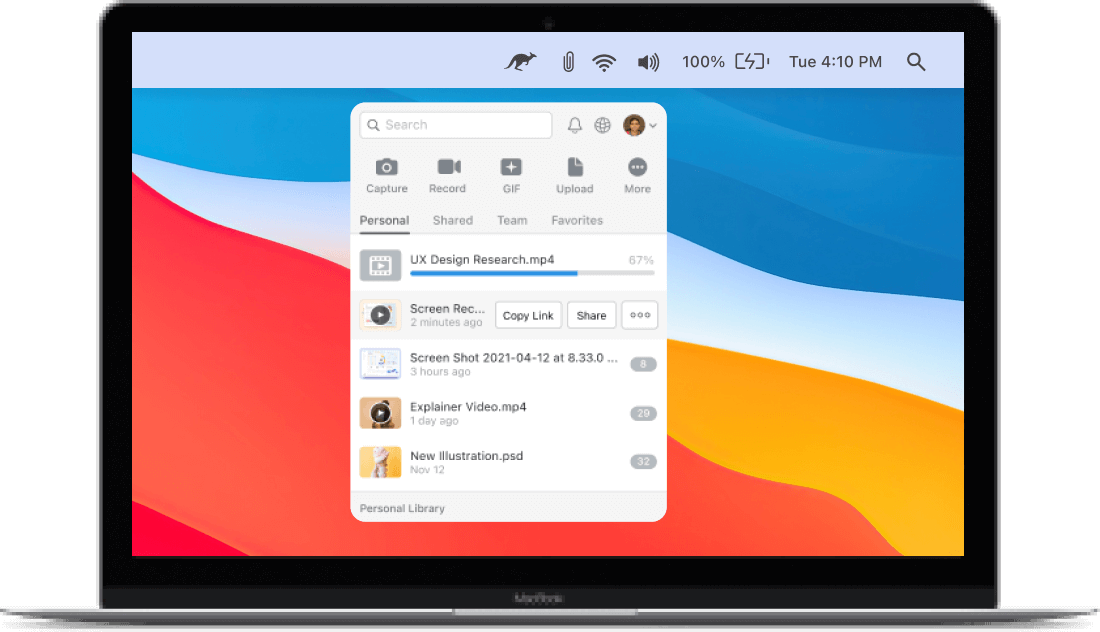 100%
Tue 4:10 PM
Search
Capture Record GIF Upload More
Personal Shared Team Favorites
UX Design Research.mp4 67%
Screen Rec...
2 minutes ago
Copy Link Share
Screen Shot 2021-04-12 at 8.33.0 ...
3 hours ago
8
Explainer Video.mp4
1 day ago
29
New Illustration.psd
Nov 12
32
Personal Library
MacBook